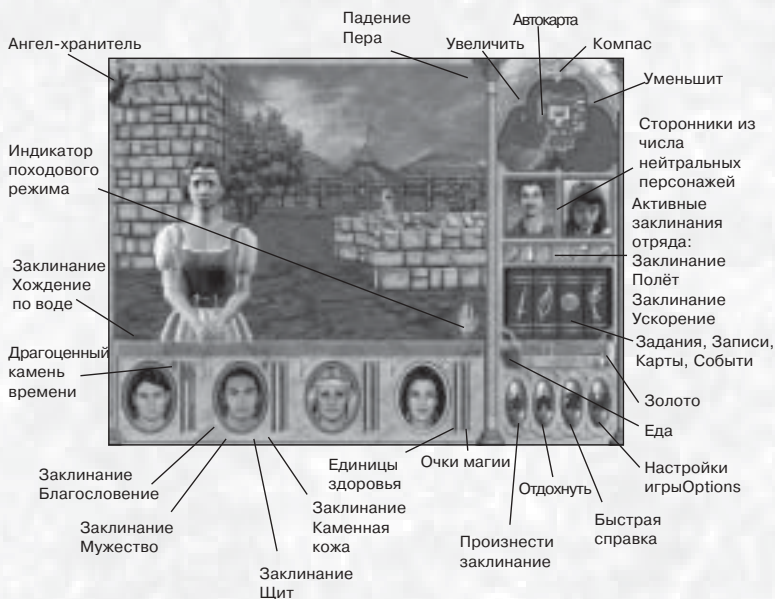 Падение
Пера
Автокарта
Увеличить
Компас
Ангел-хранитель
Уменьшит
Сторонники из
числа
нейтральных
персонажей
Индикатор
походового
режима
Активные
заклинания
отряда:
Заклинание
Полёт
Заклинание
Ускорение
Заклинание
Хождение
по воде
Задания, Записи,
Карты, Событи
Драгоценный
камень
времени
Золото
Еда
Заклинание
Благословение
Заклинание
Мужество
Заклинание
Щит
Заклинание
Каменная
кожа
Единицы
здоровья
Очки магии
Отдохнуть
Произнести
заклинание
Быстрая
справка
Настройки
игрыOptions